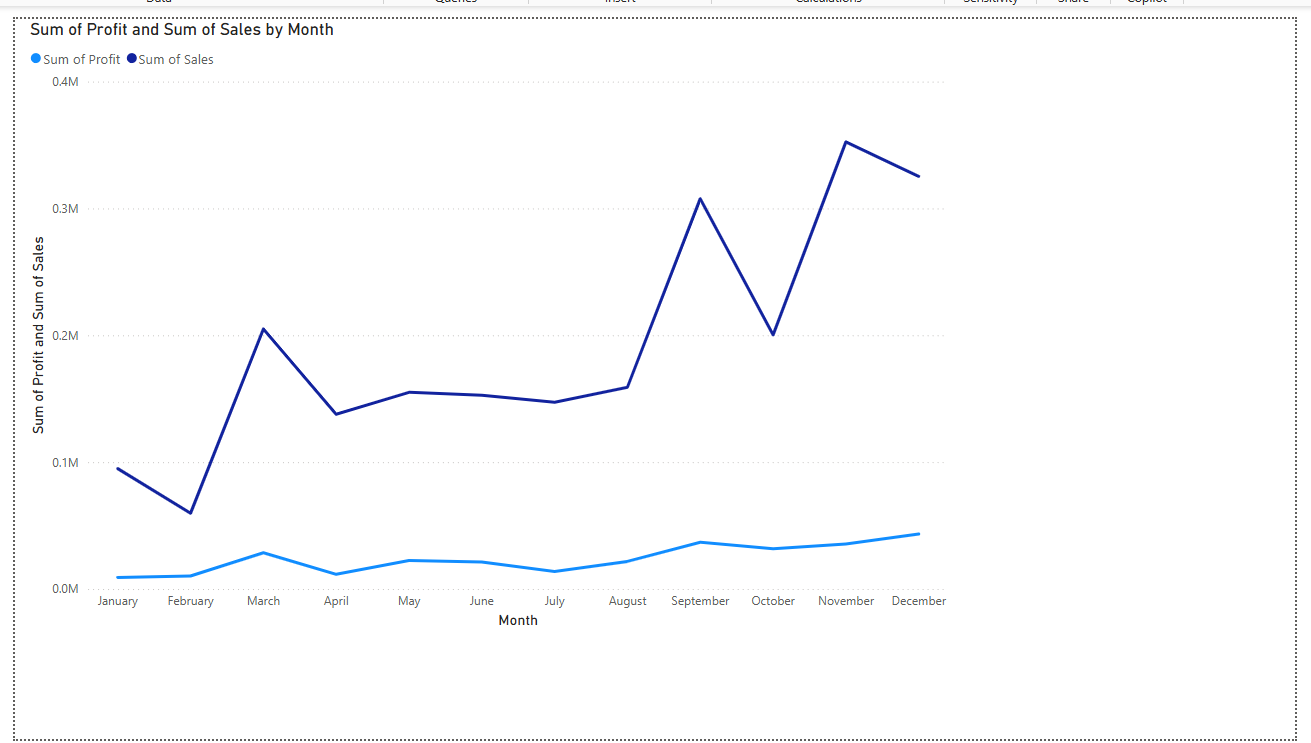 Sum of Profit and Sum of Sales by Month
Sum of Profit Sum of Sales
0.4M
0.3M
0.2M
0.1M
0.0M
Sum of Profit and Sum of Sales
January February March April May June July August September October November December
Month